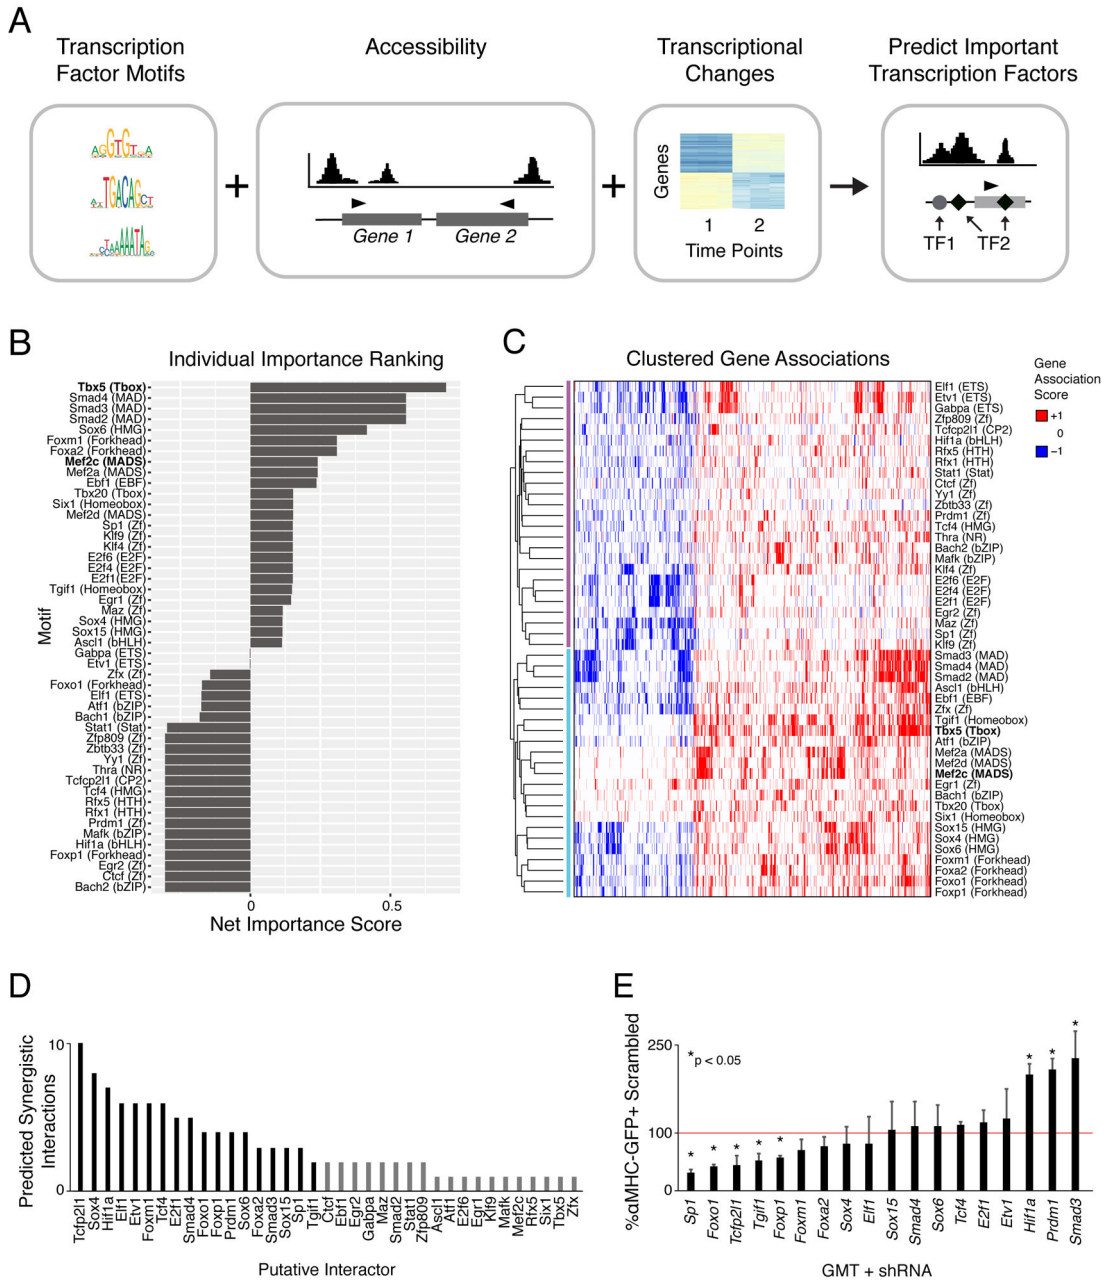 A
Transcription
Factor Motifs
Accessibility
Transcriptional
Changes
Predict Important
Transcription Factors
Gene 1
Gene 2
Genes
1 2
Time Points
TF1
TF2
B
Individual Importance Ranking
Motif
Tbx5 (Tbox)
Smad4 (MAD)
Smad3 (MAD)
Smad2 (MAD)
Sox6 (HMG)
Foxm1 (Forkhead)
Foxa2 (Forkhead)
Mef2c (MADS)
Mef2a (MADS)
Ebf1 (EBF)
Tbx20 (Tbox)
Six1 (Homeobox)
Mef2d (MADS)
Sp1 (Zf)
Klf9 (Zf)
Klf4 (Zf)
E2f6 (E2F)
E2f4 (E2F)
E2f1(E2F)
Tgif1 (Homeobox)
Egr1 (Zf)
Maz (Zf)
Sox4 (HMG)
Sox15 (HMG)
Ascl1 (bHLH)
Gabpa (ETS)
Etv1 (ETS)
Zfx (Zf)
Foxo1 (Forkhead)
Elf1 (ETS)
Atf1 (bZIP)
Bach1 (bZIP)
Stat1 (Stat)
Zfp809 (Zf)
Zbtb33 (Zf)
Yy1 (Zf)
Thra (NR)
Tcfcp2l1 (CP2)
Tcf4 (HMG)
Rfx5 (HTH)
Rfx1 (HTH)
Prdm1 (Zf)
Mafk (bZIP)
Hif1a (bHLH)
Foxp1 (Forkhead)
Egr2 (Zf)
Ctcf (Zf)
Bach2 (bZIP)
0 0.5
Net Importance Score
C
Clustered Gene Associations
Elf1 (ETS)
Etv1 (ETS)
Gabpa (ETS)
Zfp809 (Zf)
Tcfcp2l1 (CP2)
Hif1a (bHLH)
Rfx5 (HTH)
Rfx1 (HTH)
Stat1 (Stat)
Ctcf (Zf)
Yy1 (Zf)
Zbtb33 (Zf)
Prdm1 (Zf)
Tcf4 (HMG)
Thra (NR)
Bach2 (bZIP)
Mafk (bZIP)
Klf4 (Zf)
E2f6 (E2F)
E2f4 (E2F)
E2f1 (E2F)
Egr2 (Zf)
Maz (Zf)
Sp1 (Zf)
Klf9 (Zf)
Smad3 (MAD)
Smad4 (MAD)
Smad2 (MAD)
Ascl1 (bHLH)
Ebf1 (EBF)
Zfx (Zf)
Tgif1 (Homeobox)
Tbx5 (Tbox)
Atf1 (bZIP)
Mef2a (MADS)
Mef2d (MADS)
Mef2c (MADS)
Egr1 (Zf)
Bach1 (bZIP)
Tbx20 (Tbox)
Six1 (Homeobox)
Sox15 (HMG)
Sox4 (HMG)
Sox6 (HMG)
Foxm1 (Forkhead)
Foxa2 (Forkhead)
Foxo1 (Forkhead)
Foxp1 (Forkhead)
Gene
Association
Score
+1
0
−1
D
Predicted Synergistic
Interactions
10
0
Tcfp2l1
Sox4
Hif1a
Elf1
Etv1
Foxm1
Tcf4
E2f1
Smad4
Foxo1
Foxp1
Prdm1
Sox6
Foxa2
Smad3
Sox15
Sp1
Tgif1
Ctcf
Ebf1
Egr2
Gabpa
Maz
Smad2
Stat1
Zfp809
Ascl1
Atf1
E2f6
Egr1
Klf9
Mafk
Mef2c
Rfx5
Six1
Tbx5
Zfx
Putative Interactor
E
%αMHC-GFP+ Scrambled
250
100
0
*p < 0.05
* * * * * * * *
Sp1
Foxo1
Tcfp2l1
Tgif1
Foxp1
Foxm1
Foxa2
Sox4
Elf1
Sox15
Smad4
Sox6
Tcf4
E2f1
Etv1
Hif1a
Prdm1
Smad3
GMT + shRNA